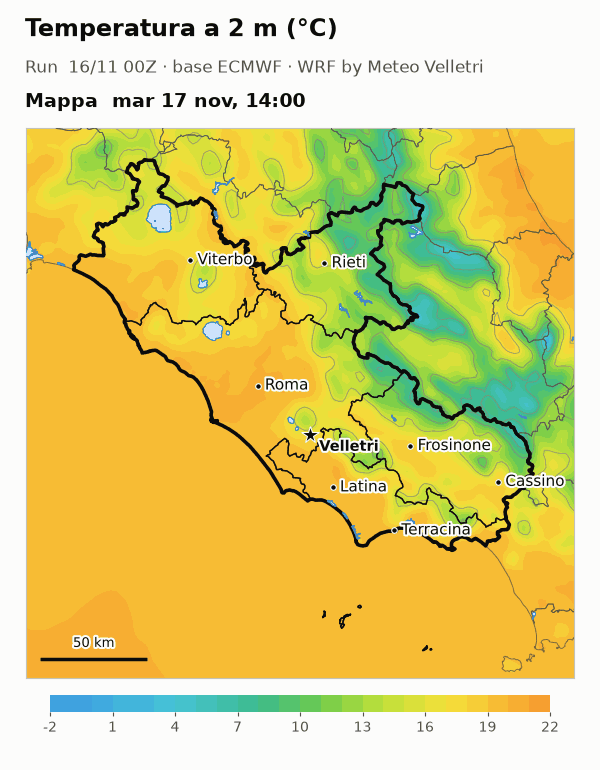 Temperatura a 2 m (°C)
Run  16/11 00Z · base ECMWF · WRF by Meteo Velletri
Mappa  mar 17 nov, 14:00
Viterbo
Rieti
Roma
Velletri
Frosinone
Latina
Cassino
Terracina
50 km
-2 1 4 7 10 13 16 19 22